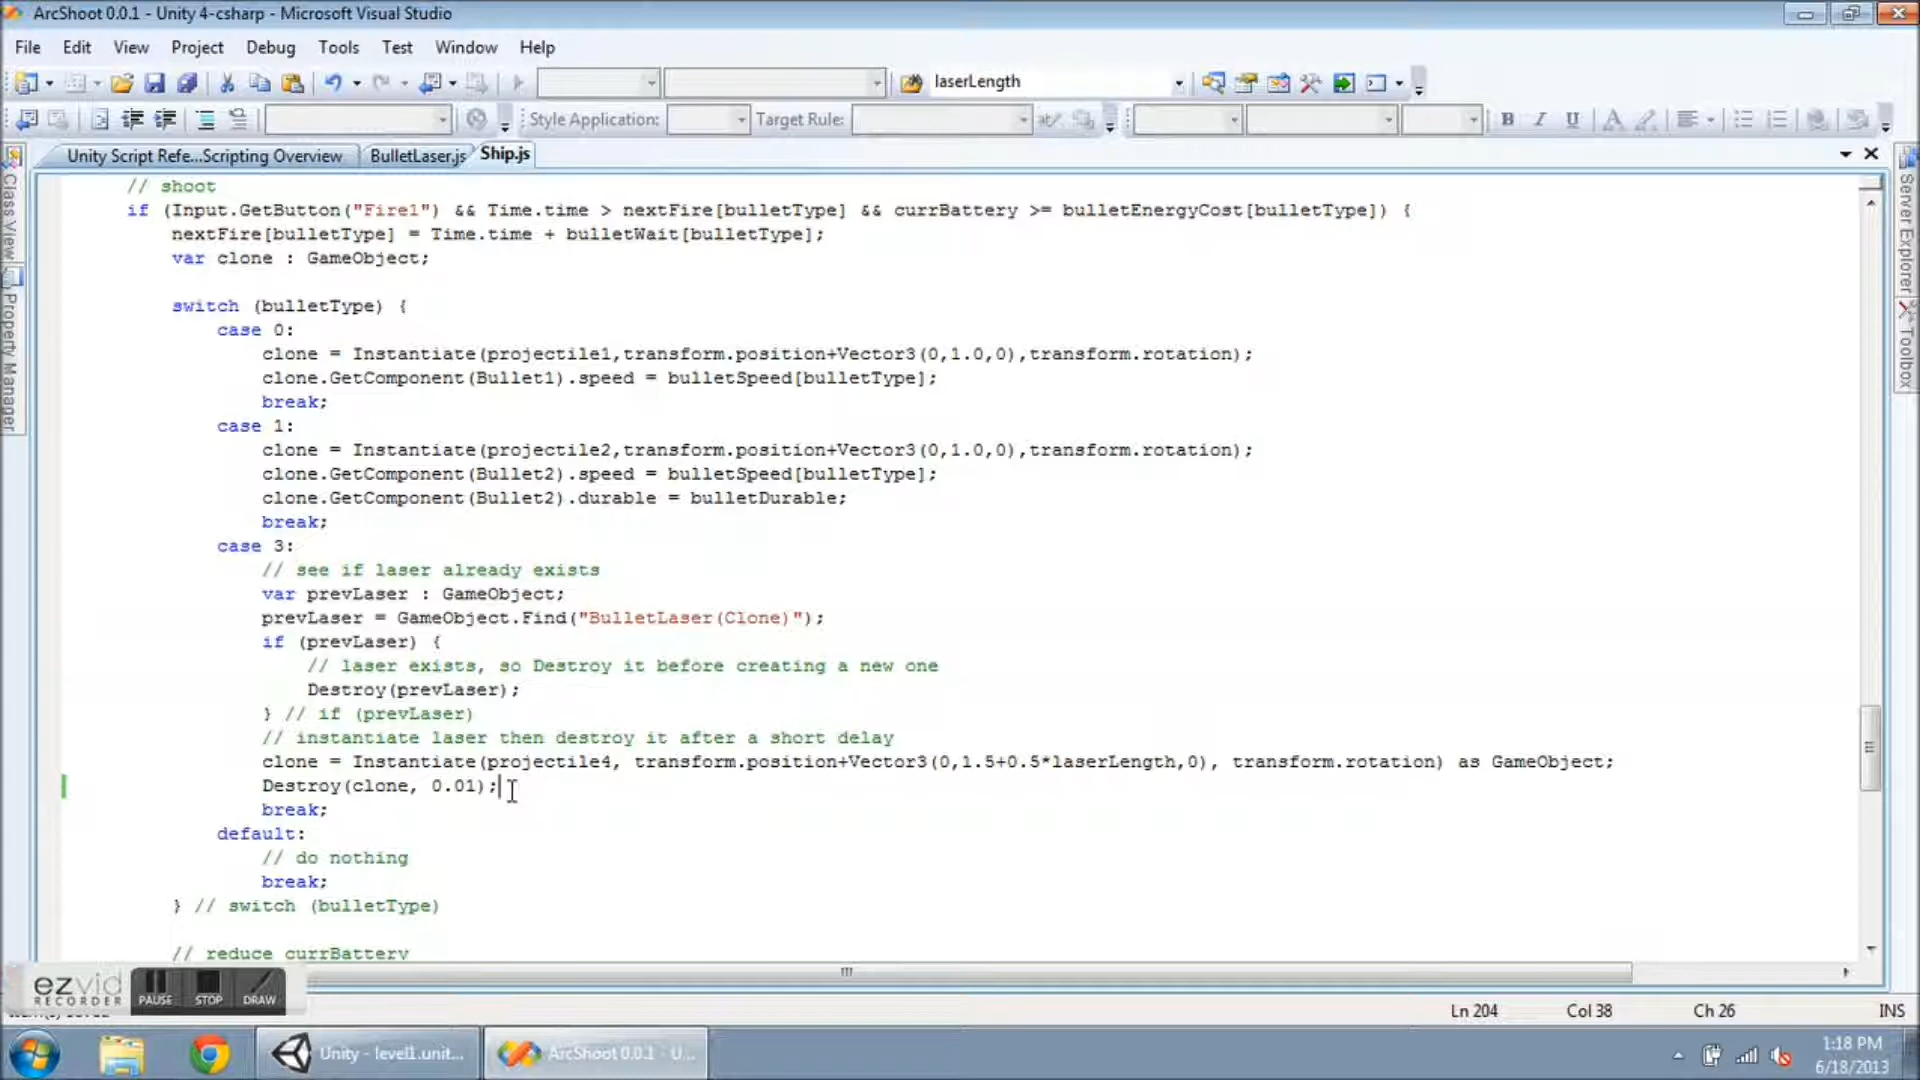 ArcShoot 0.0.1 - Unity 4-csharp - Microsoft Visual Studio
File Edit View Project Debug Tools Test Window Help
laserLength
Style Application: Target Rule: B I U
Unity Script Refe...Scripting Overview BulletLaser.js Ship.js
Class View
Property Manager
Server Explorer
Toolbox
// shoot
if (Input.GetButton("Fire1") && Time.time > nextFire[bulletType] && currBattery >= bulletEnergyCost[bulletType]) {
nextFire[bulletType] = Time.time + bulletWait[bulletType];
var clone : GameObject;
switch (bulletType) {
case 0:
clone = Instantiate(projectile1,transform.position+Vector3(0,1.0,0),transform.rotation);
clone.GetComponent(Bullet1).speed = bulletSpeed[bulletType];
break;
case 1:
clone = Instantiate(projectile2,transform.position+Vector3(0,1.0,0),transform.rotation);
clone.GetComponent(Bullet2).speed = bulletSpeed[bulletType];
clone.GetComponent(Bullet2).durable = bulletDurable;
break;
case 3:
// see if laser already exists
var prevLaser : GameObject;
prevLaser = GameObject.Find("BulletLaser(Clone)");
if (prevLaser) {
// laser exists, so Destroy it before creating a new one
Destroy(prevLaser);
} // if (prevLaser)
// instantiate laser then destroy it after a short delay
clone = Instantiate(projectile4, transform.position+Vector3(0,1.5+0.5*laserLength,0), transform.rotation) as GameObject;
Destroy(clone, 0.01);
break;
default:
// do nothing
break;
} // switch (bulletType)
// reduce currBattery
ezvid
RECORDER PAUSE STOP DRAW
Ln 204 Col 38 Ch 26 INS
Unity - level1.unit... ArcShoot 0.0.1 - U...
1:18 PM
6/18/2013